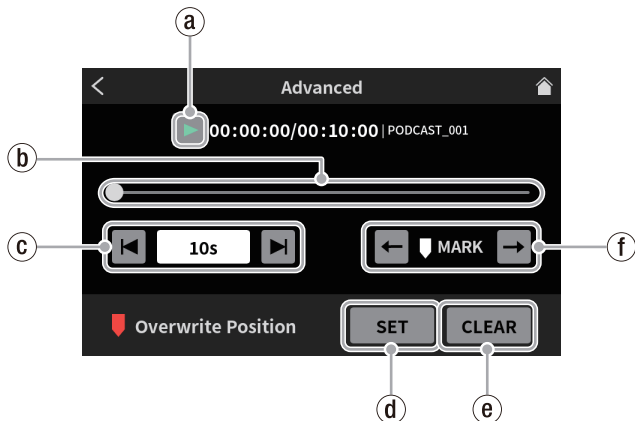 a
Advanced
00:00:00/00:10:00 | PODCAST_001
b
c
10s
MARK
f
Overwrite Position
SET
CLEAR
d
e